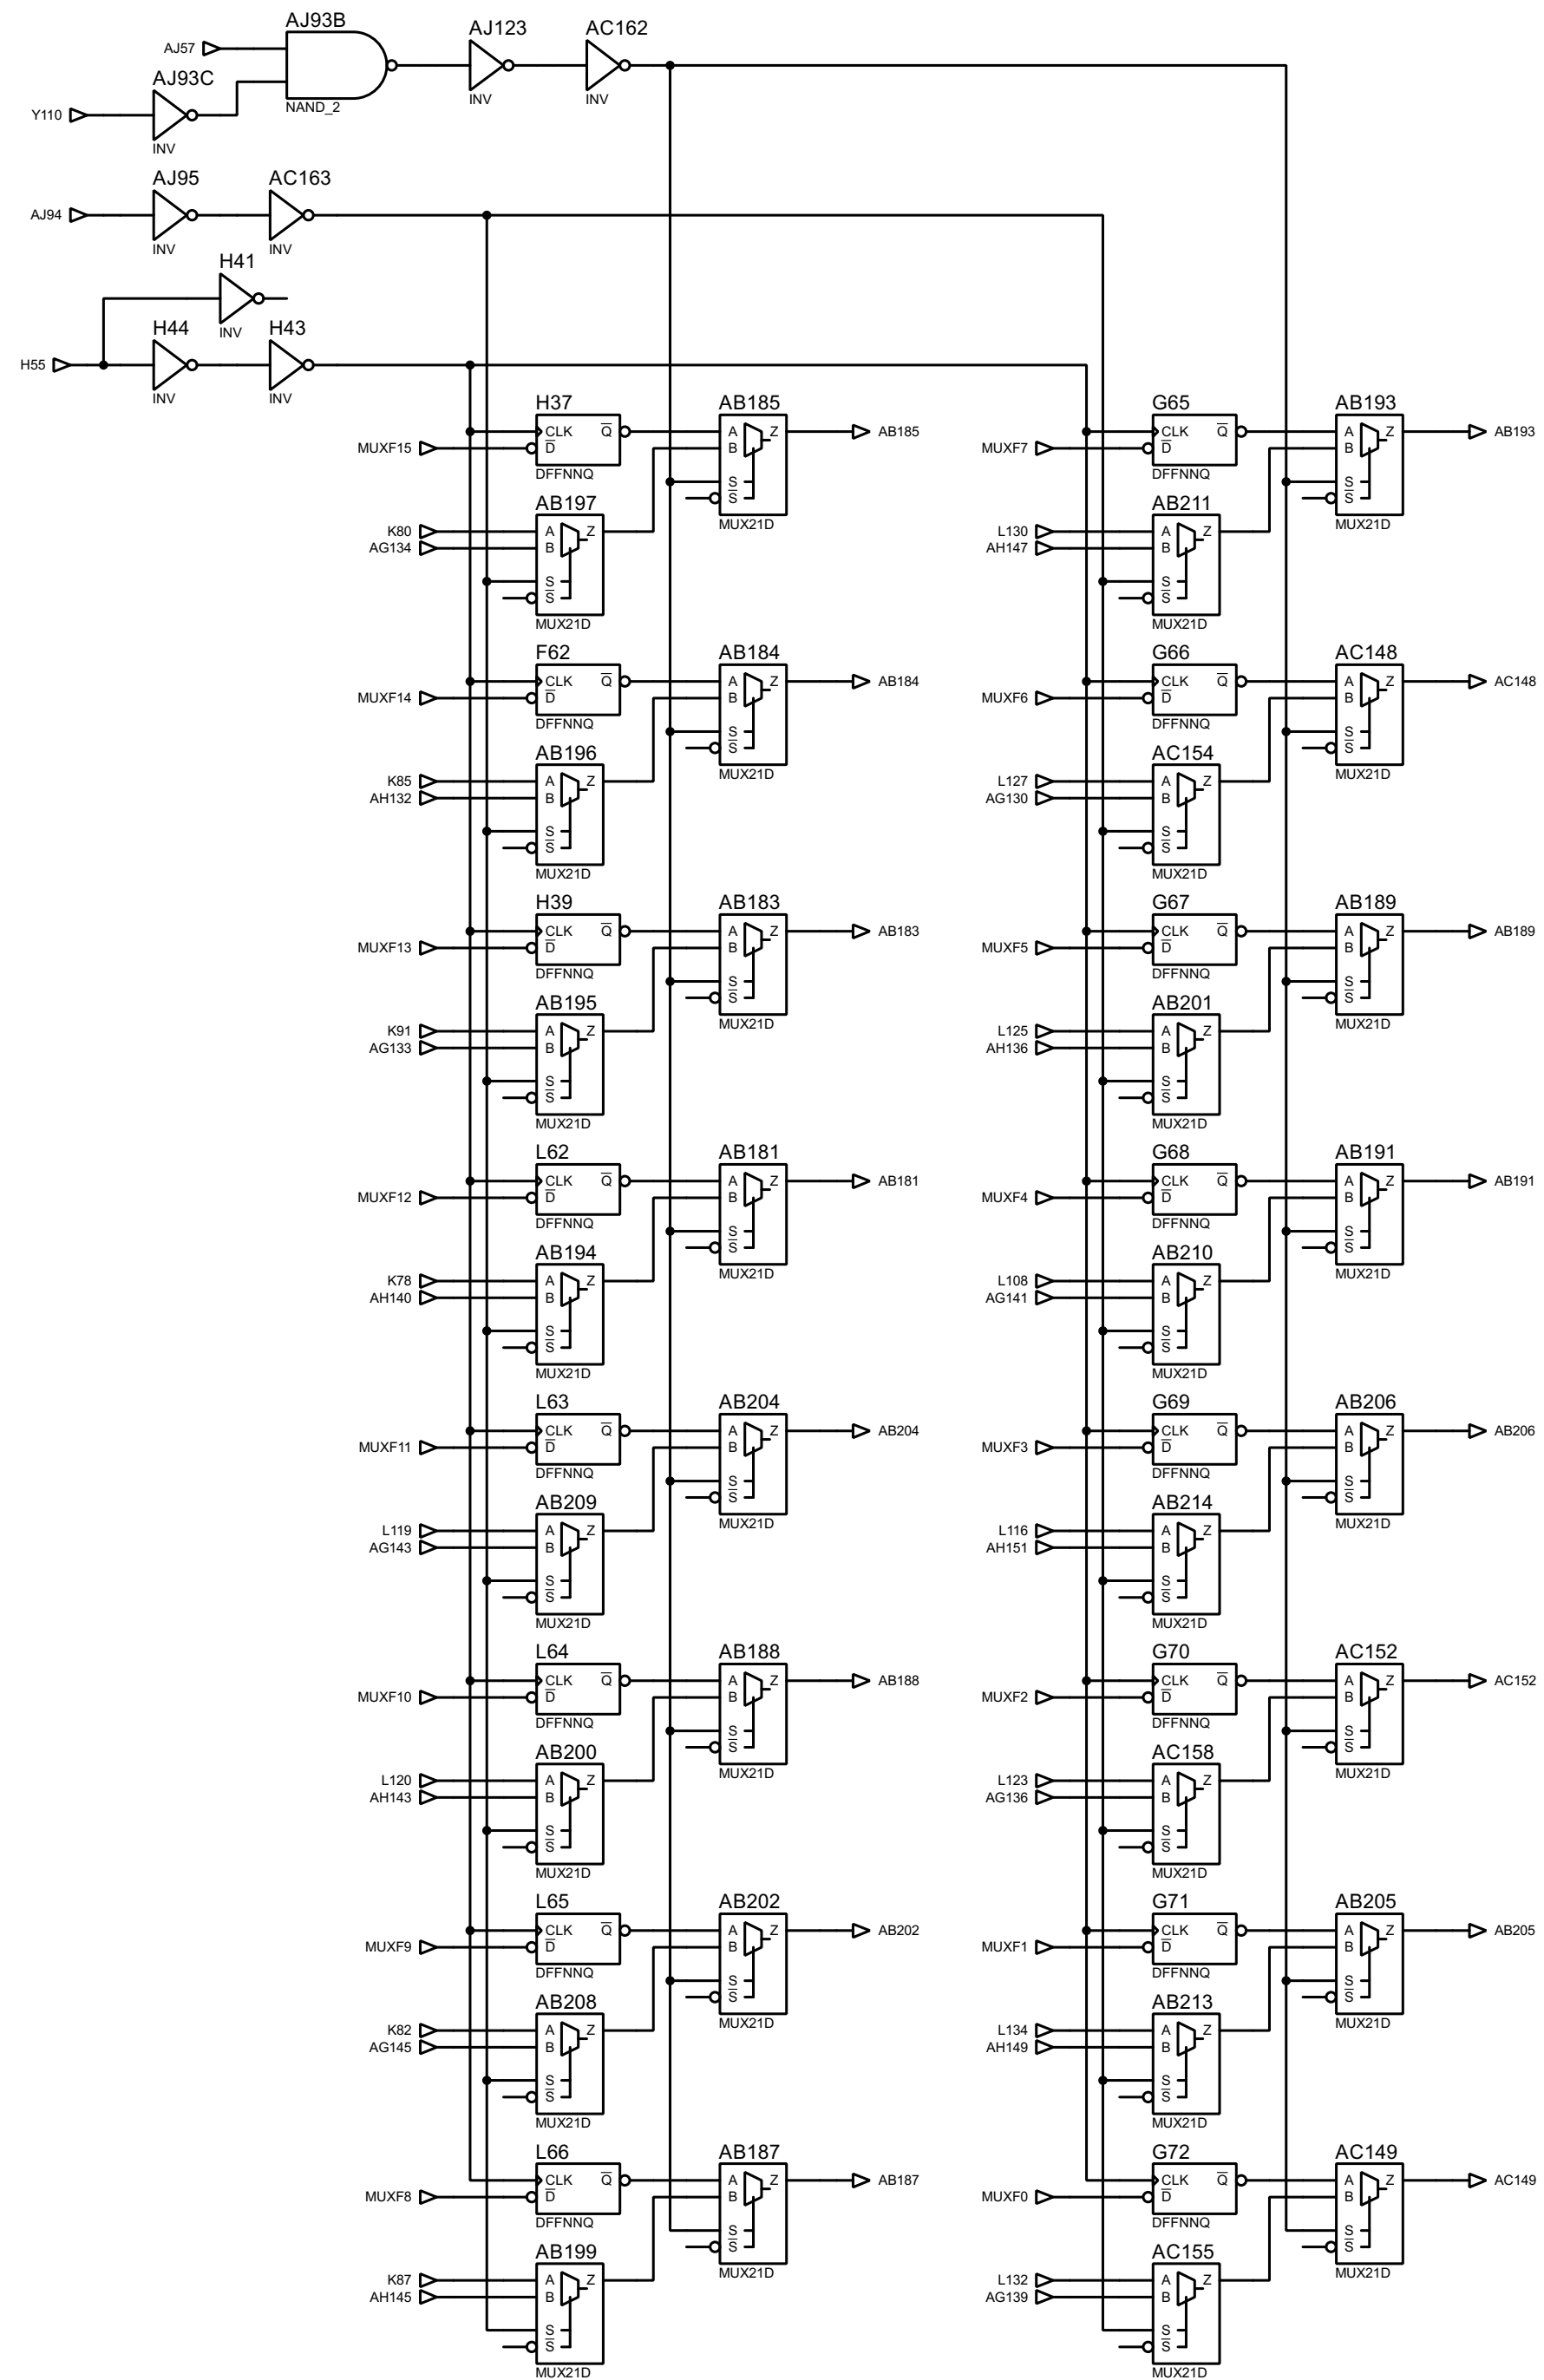 AJ93B
AJ57
NAND_2
AJ123
INV
AC162
INV
AJ93C
Y110
INV
AJ95
AJ94
INV
AC163
INV
H41
INV
H55
H44
INV
H43
INV
H37
MUXF15
CLK
D
Q
DFFNNQ
AB185
A
B
S
S
Z
MUX21D
AB185
AB197
K80
AG134
A
B
S
S
Z
MUX21D
F62
MUXF14
CLK
D
Q
DFFNNQ
AB184
A
B
S
S
Z
MUX21D
AB184
AB196
K85
AH132
A
B
S
S
Z
MUX21D
H39
MUXF13
CLK
D
Q
DFFNNQ
AB183
A
B
S
S
Z
MUX21D
AB183
AB195
K91
AG133
A
B
S
S
Z
MUX21D
L62
MUXF12
CLK
D
Q
DFFNNQ
AB181
A
B
S
S
Z
MUX21D
AB181
AB194
K78
AH140
A
B
S
S
Z
MUX21D
L63
MUXF11
CLK
D
Q
DFFNNQ
AB204
A
B
S
S
Z
MUX21D
AB204
AB209
L119
AG143
A
B
S
S
Z
MUX21D
L64
MUXF10
CLK
D
Q
DFFNNQ
AB188
A
B
S
S
Z
MUX21D
AB188
AB200
L120
AH143
A
B
S
S
Z
MUX21D
L65
MUXF9
CLK
D
Q
DFFNNQ
AB202
A
B
S
S
Z
MUX21D
AB202
AB208
K82
AG145
A
B
S
S
Z
MUX21D
L66
MUXF8
CLK
D
Q
DFFNNQ
AB187
A
B
S
S
Z
MUX21D
AB187
AB199
K87
AH145
A
B
S
S
Z
MUX21D
G65
MUXF7
CLK
D
Q
DFFNNQ
AB193
A
B
S
S
Z
MUX21D
AB193
AB211
L130
AH147
A
B
S
S
Z
MUX21D
G66
MUXF6
CLK
D
Q
DFFNNQ
AC148
A
B
S
S
Z
MUX21D
AC148
AC154
L127
AG130
A
B
S
S
Z
MUX21D
G67
MUXF5
CLK
D
Q
DFFNNQ
AB189
A
B
S
S
Z
MUX21D
AB189
AB201
L125
AH136
A
B
S
S
Z
MUX21D
G68
MUXF4
CLK
D
Q
DFFNNQ
AB191
A
B
S
S
Z
MUX21D
AB191
AB210
L108
AG141
A
B
S
S
Z
MUX21D
G69
MUXF3
CLK
D
Q
DFFNNQ
AB206
A
B
S
S
Z
MUX21D
AB206
AB214
L116
AH151
A
B
S
S
Z
MUX21D
G70
MUXF2
CLK
D
Q
DFFNNQ
AC152
A
B
S
S
Z
MUX21D
AC152
AC158
L123
AG136
A
B
S
S
Z
MUX21D
G71
MUXF1
CLK
D
Q
DFFNNQ
AB205
A
B
S
S
Z
MUX21D
AB205
AB213
L134
AH149
A
B
S
S
Z
MUX21D
G72
MUXF0
CLK
D
Q
DFFNNQ
AC149
A
B
S
S
Z
MUX21D
AC149
AC155
L132
AG139
A
B
S
S
Z
MUX21D